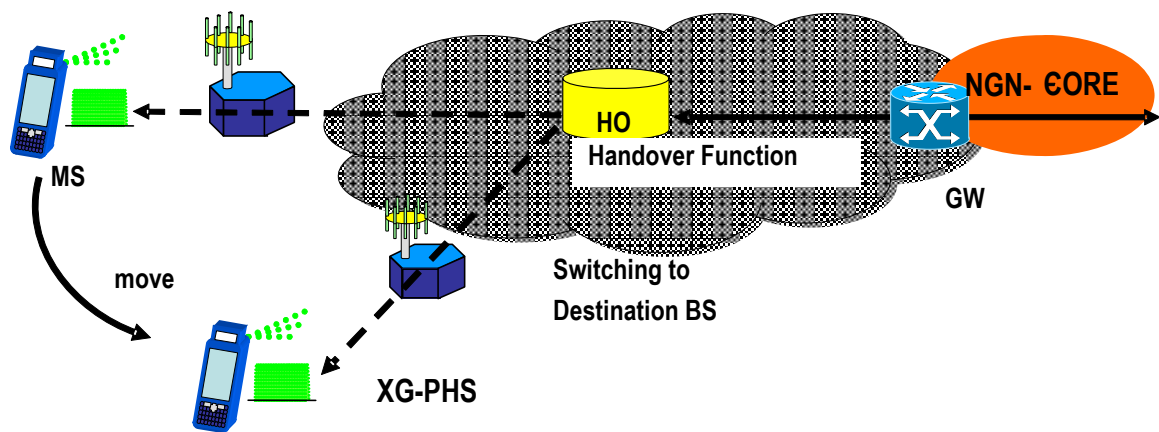 NGN- CORE
HO
Handover Function
MS
GW
Switching to
Destination BS
move
XG-PHS